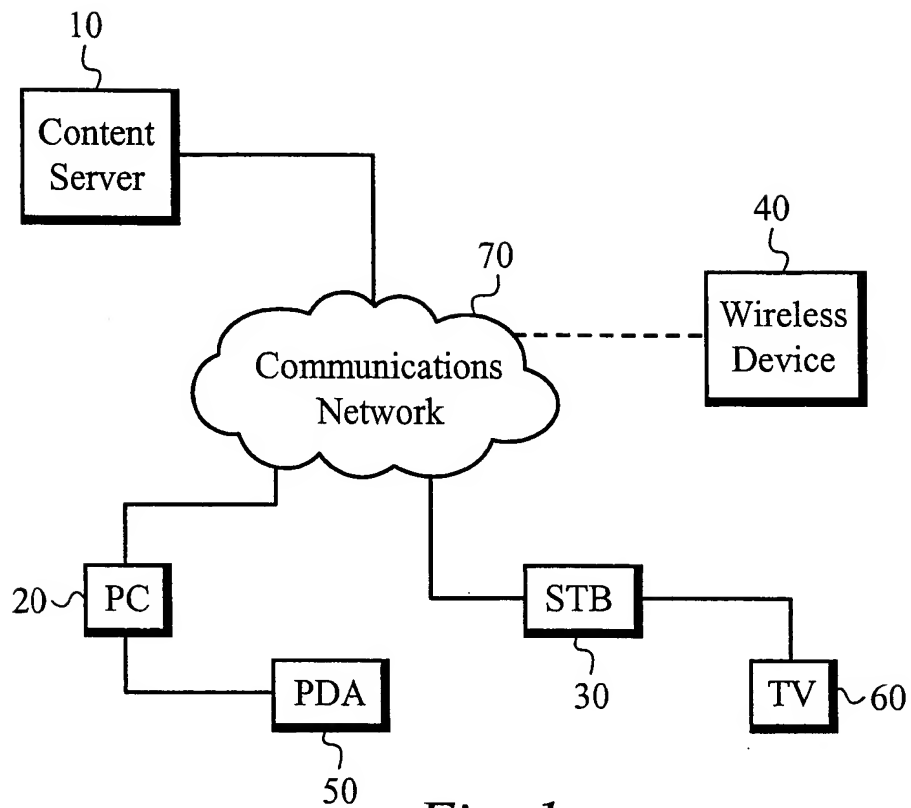 10
Content
Server
40
Wireless
Device
70
Communications
Network
20
PC
STB
30
PDA
50
TV
60
Fig. 1